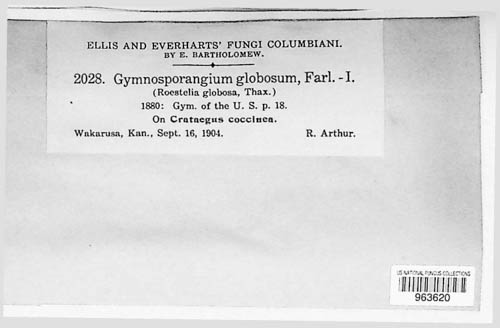 ELLIS AND EVERHARTS' FUNGI COLUMBIANI.
BY E. BARTHOLOMEW.
2028. Gymnosporangium globosum, Farl. - I.
(Roestelia globosa, Thax.)
1880: Gym. of the U. S. p. 18.
On Crataegus coccinea.
Wakarusa, Kan., Sept. 16, 1904. R. Arthur.
US NATIONAL FUNGUS COLLECTIONS
963620